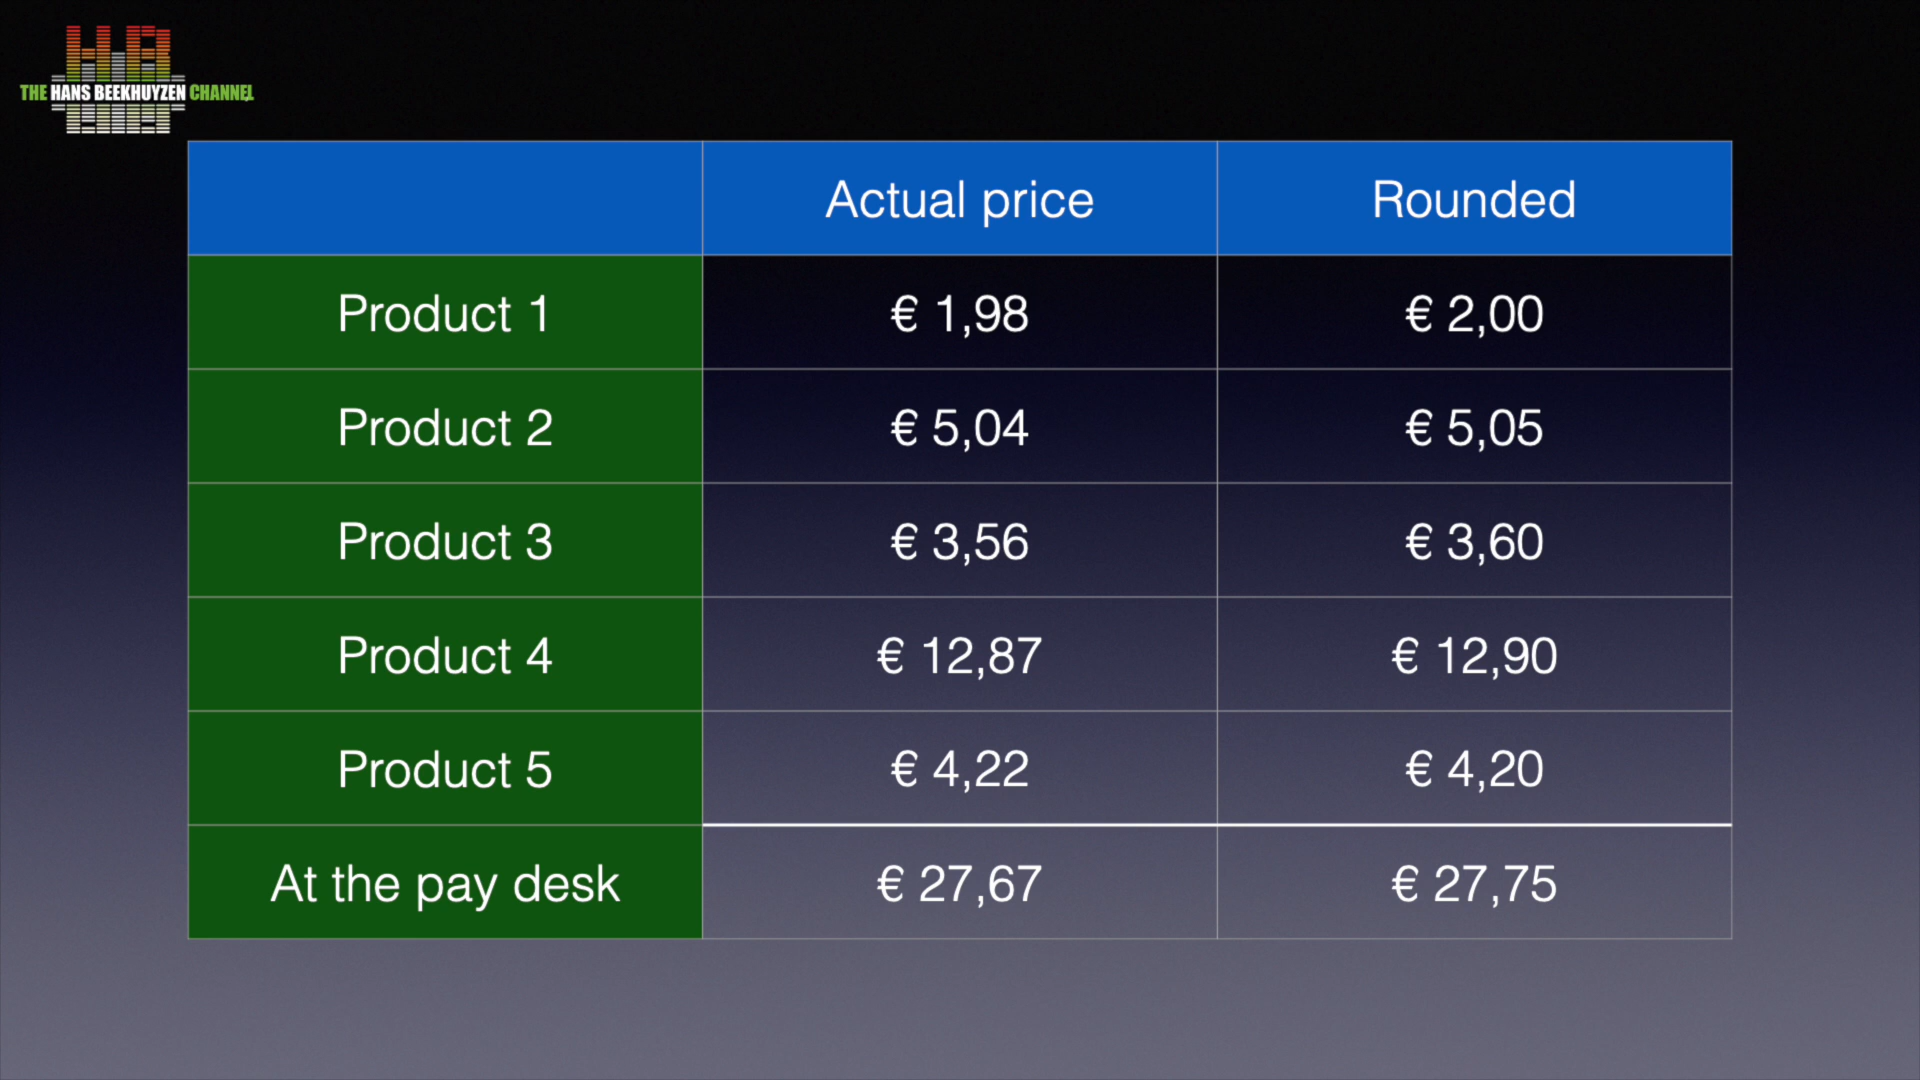 THE HANS BEEKHUYZEN CHANNEL
Actual price Rounded
Product 1 € 1,98 € 2,00
Product 2 € 5,04 € 5,05
Product 3 € 3,56 € 3,60
Product 4 € 12,87 € 12,90
Product 5 € 4,22 € 4,20
At the pay desk € 27,67 € 27,75